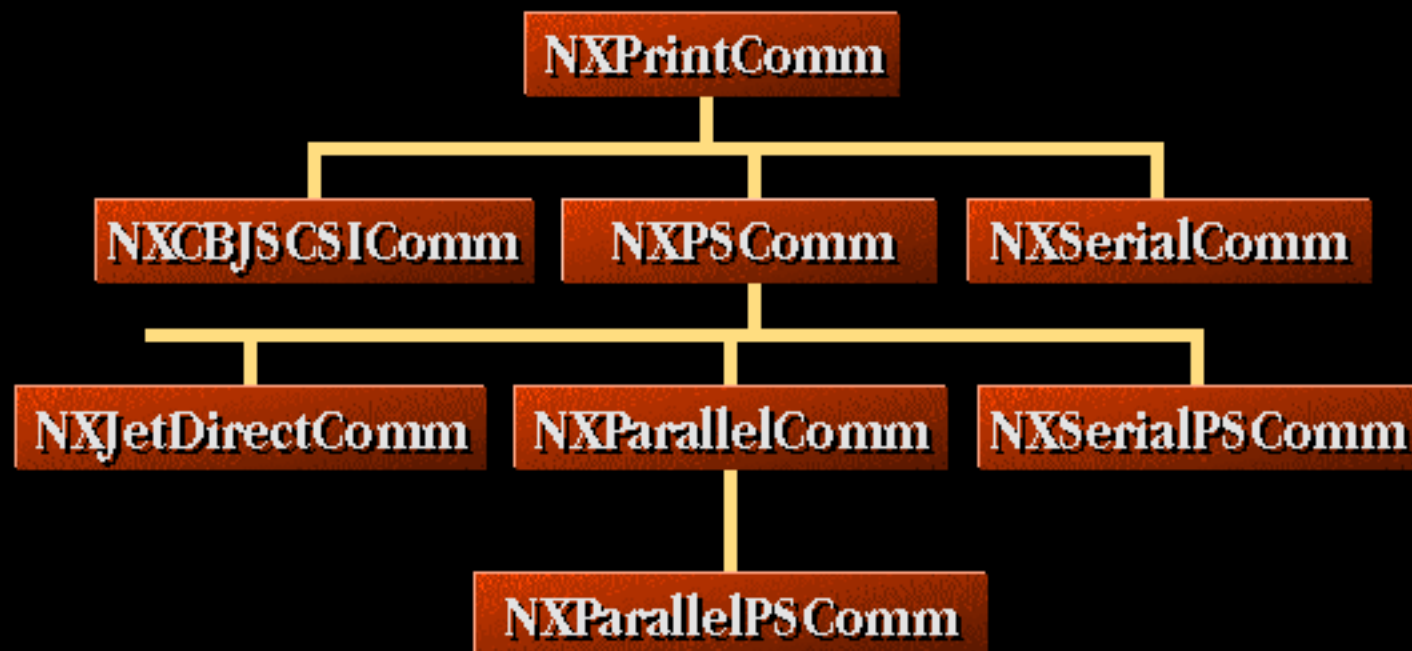 NXPrintComm
NXCBJSCSIComm
NXPSComm
NXSerialComm
NXJetDirectComm
NXParallelComm
NXSerialPSComm
NXParallelPSComm